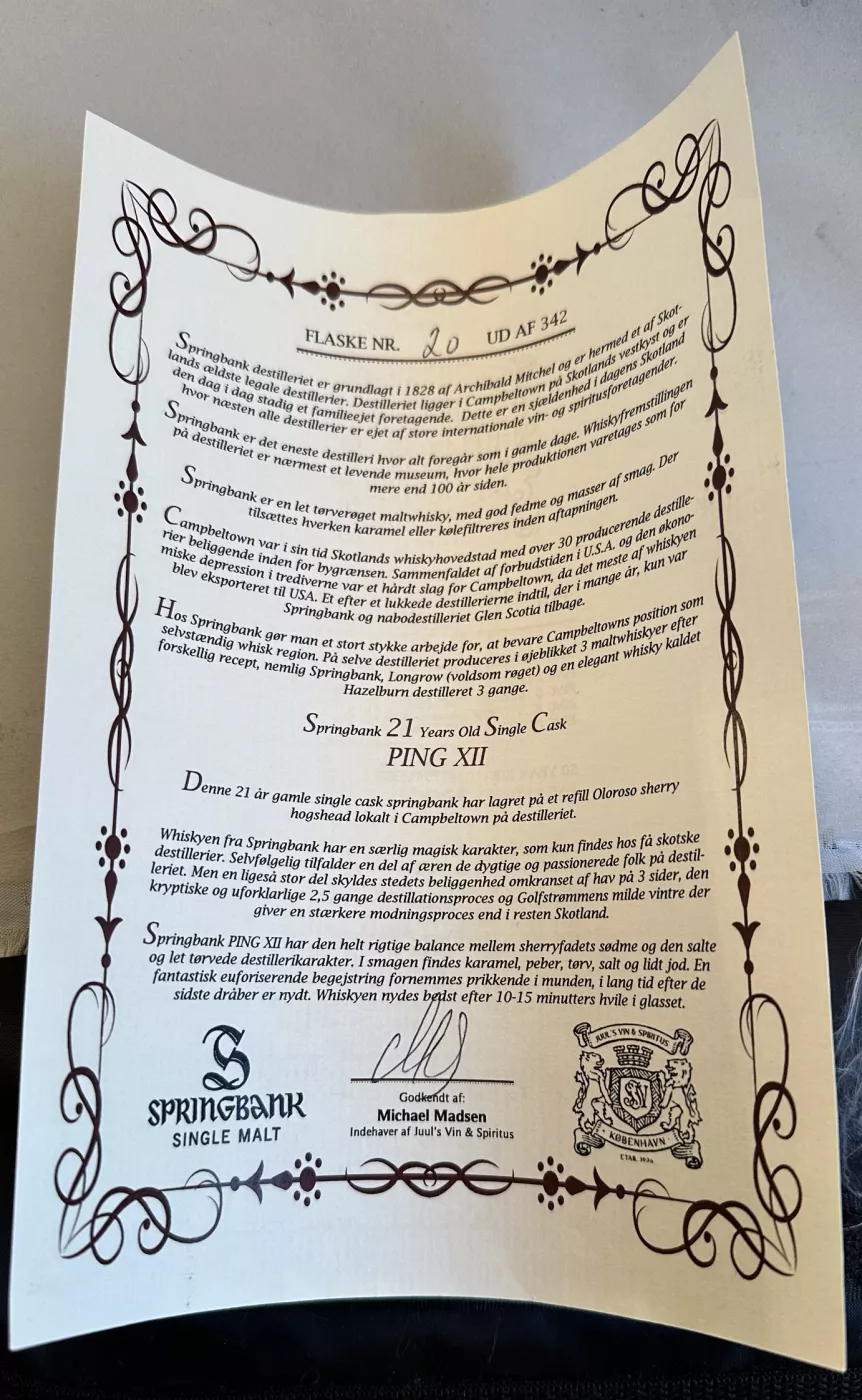 FLASKE NR. 20 UD AF 342
Springbank destilleriet er grundlagt i 1828 af Archibald Mitchel og er hermed et af Skot-
lands ældste legale destillerier. Destilleriet ligger i Campbeltown på Skotlands vestkyst og er
den dag i dag stadig et familieejet foretagende. Dette er en sjældenhed i dagens Skotland
hvor næsten alle destillerier er ejet af store internationale vin- og spiritusforetagender.
Springbank er det eneste destilleri hvor alt foregår som i gamle dage. Whiskyfremstillingen
på destilleriet er nærmest et levende museum, hvor hele produktionen varetages som for
mere end 100 år siden.
Springbank er en let tørverøget maltwhisky, med god fedme og masser af smag. Der
tilsættes hverken karamel eller kølefiltreres inden aftapningen.
Campbeltown var i sin tid Skotlands whiskyhovedstad med over 30 producerende destille-
rier beliggende inden for bygrænsen. Sammenfaldet af forbudstiden i U.S.A. og den økono-
miske depression i trediverne var et hårdt slag for Campbeltown, da det meste af whiskyen
blev eksporteret til USA. Et efter et lukkede destillerierne indtil, der i mange år, kun var
Springbank og nabodestilleriet Glen Scotia tilbage.
Hos Springbank gør man et stort stykke arbejde for, at bevare Campbeltowns position som
selvstændig whisk region. På selve destilleriet produceres i øjeblikket 3 maltwhiskyer efter
forskellig recept, nemlig Springbank, Longrow (voldsom røget) og en elegant whisky kaldet
Hazelburn destilleret 3 gange.
Springbank 21 Years Old Single Cask
PING XII
Denne 21 år gamle single cask springbank har lagret på et refill Oloroso sherry
hogshead lokalt i Campbeltown på destilleriet.
Whiskyen fra Springbank har en særlig magisk karakter, som kun findes hos få skotske
destillerier. Selvfølgelig tilfalder en del af æren de dygtige og passionerede folk på destil-
leriet. Men en ligeså stor del skyldes stedets beliggenhed omkranset af hav på 3 sider, den
kryptiske og uforklarlige 2,5 gange destillationsproces og Golfstrømmens milde vintre der
giver en stærkere modningsproces end i resten Skotland.
Springbank PING XII har den helt rigtige balance mellem sherryfadets sødme og den salte
og let tørvede destillerikarakter. I smagen findes karamel, peber, tørv, salt og lidt jod. En
fantastisk euforiserende begejstring fornemmes prikkende i munden, i lang tid efter de
sidste dråber er nydt. Whiskyen nydes bedst efter 10-15 minutters hvile i glasset.
S
SPRINGBANK
SINGLE MALT
Godkendt af:
Michael Madsen
Indehaver af Juul's Vin & Spiritus
JUUL'S VIN & SPIRITUS
KØBENHAVN